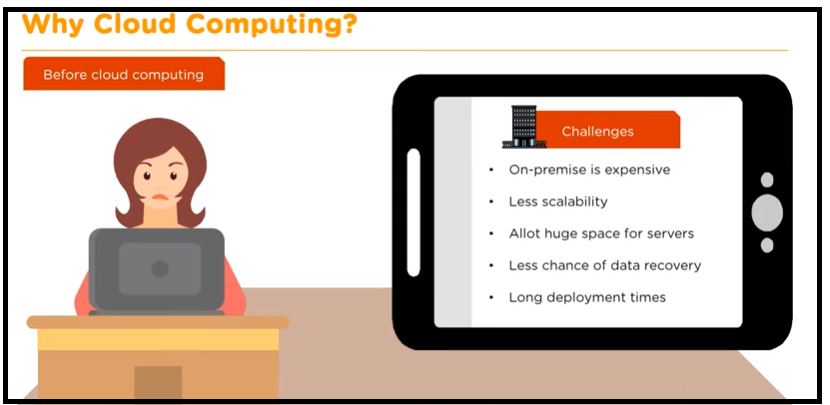 Why Cloud Computing?
Before cloud computing
Challenges
• On-premise is expensive
• Less scalability
• Allot huge space for servers
• Less chance of data recovery
• Long deployment times